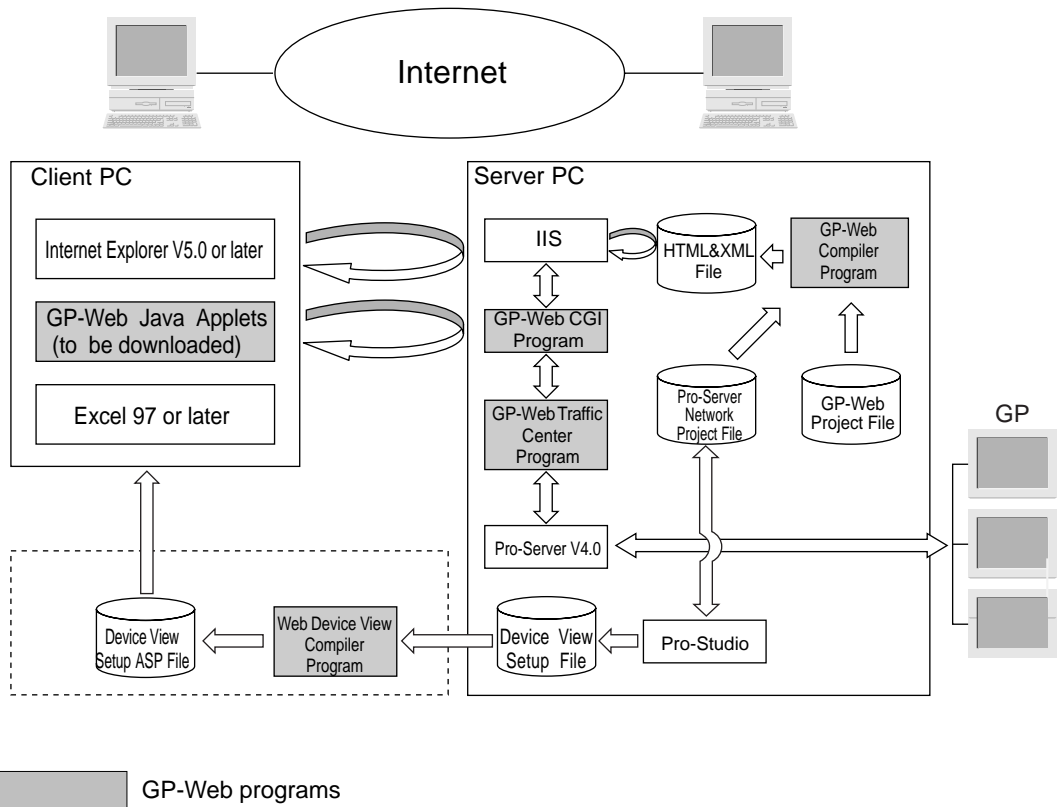 Internet
Client PC
Internet Explorer V5.0 or later
GP-Web Java Applets
(to be downloaded)
Excel 97 or later
Server PC
IIS
HTML&XML
File
GP-Web
Compiler
Program
GP-Web CGI
Program
GP-Web Traffic
Center
Program
Pro-Server
Network
Project File
GP-Web
Project File
GP
Pro-Server V4.0
Device View
Setup ASP File
Web Device View
Compiler
Program
Device View
Setup File
Pro-Studio
GP-Web programs